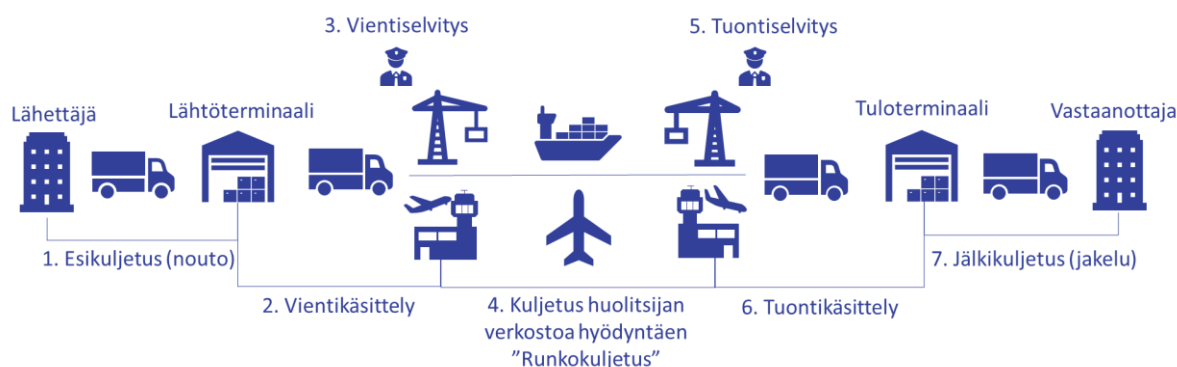 3. Vientiselvitys
5. Tuontiselvitys
Lähettäjä
Lähtöterminaali
Tuloterminaali
Vastaanottaja
1. Esikuljetus (nouto)
7. Jälkikuljetus (jakelu)
2. Vientikäsittely
4. Kuljetus huolitsijan
verkostoa hyödyntäen
”Runkokuljetus”
6. Tuontikäsittely